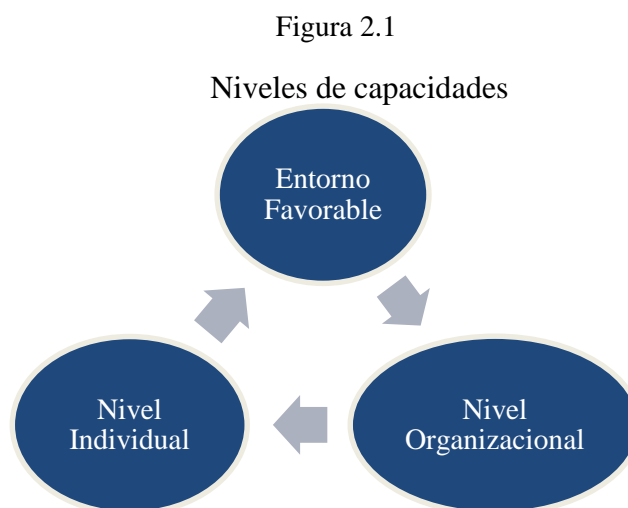 Figura 2.1
Niveles de capacidades
Entorno
Favorable
Nivel
Individual
Nivel
Organizacional